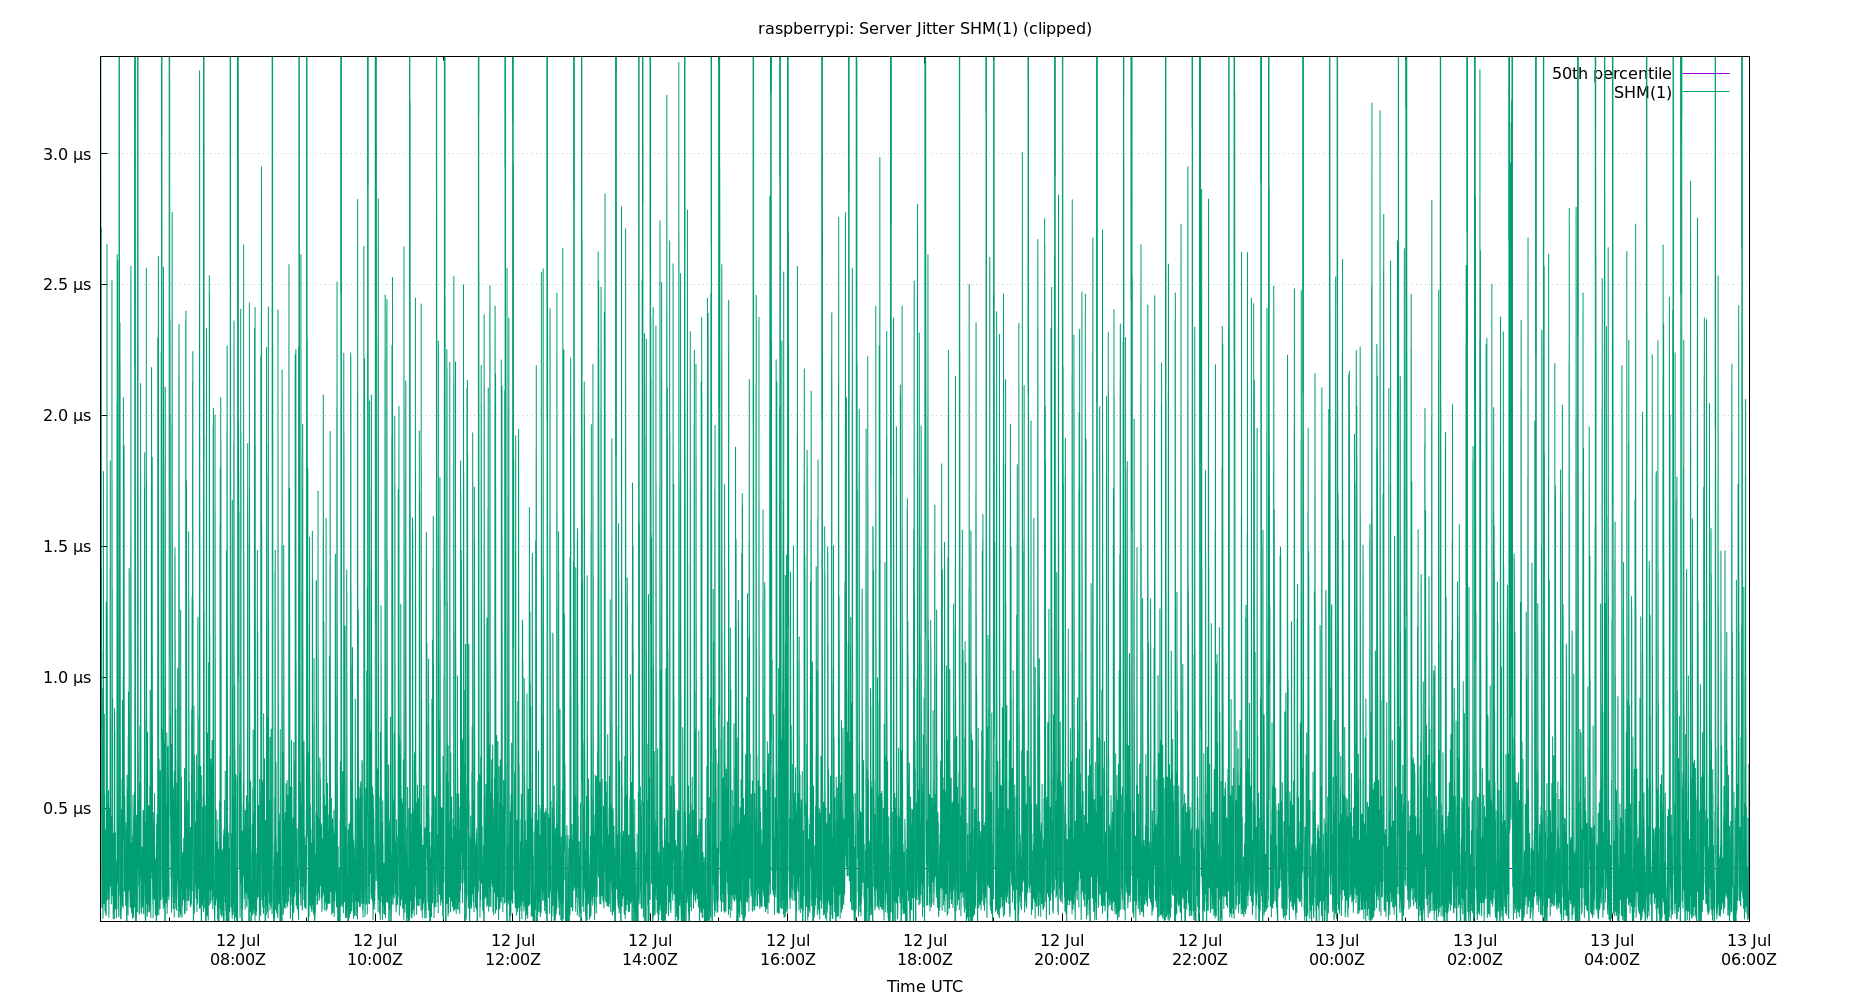 raspberrypi: Server Jitter SHM(1) (clipped)
50th percentile
SHM(1)
3.0 µs
2.5 µs
2.0 µs
1.5 µs
1.0 µs
0.5 µs
12 Jul 12 Jul 12 Jul 12 Jul 12 Jul 12 Jul 12 Jul 12 Jul 13 Jul 13 Jul 13 Jul 13 Jul
08:00Z 10:00Z 12:00Z 14:00Z 16:00Z 18:00Z 20:00Z 22:00Z 00:00Z 02:00Z 04:00Z 06:00Z
Time UTC